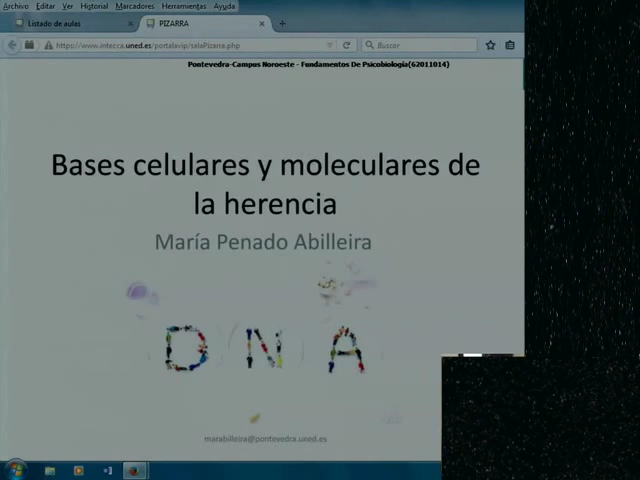 Archivo Editar Ver Historial Marcadores Herramientas Ayuda
Listado de aulas
PIZARRA
https://www.intecca.uned.es/portalavip/salaPizarra.php
Buscar
Pontevedra-Campus Noroeste - Fundamentos De Psicobiología(62011014)
Bases celulares y moleculares de
la herencia
María Penado Abilleira
DNA
marabilleira@pontevedra.uned.es